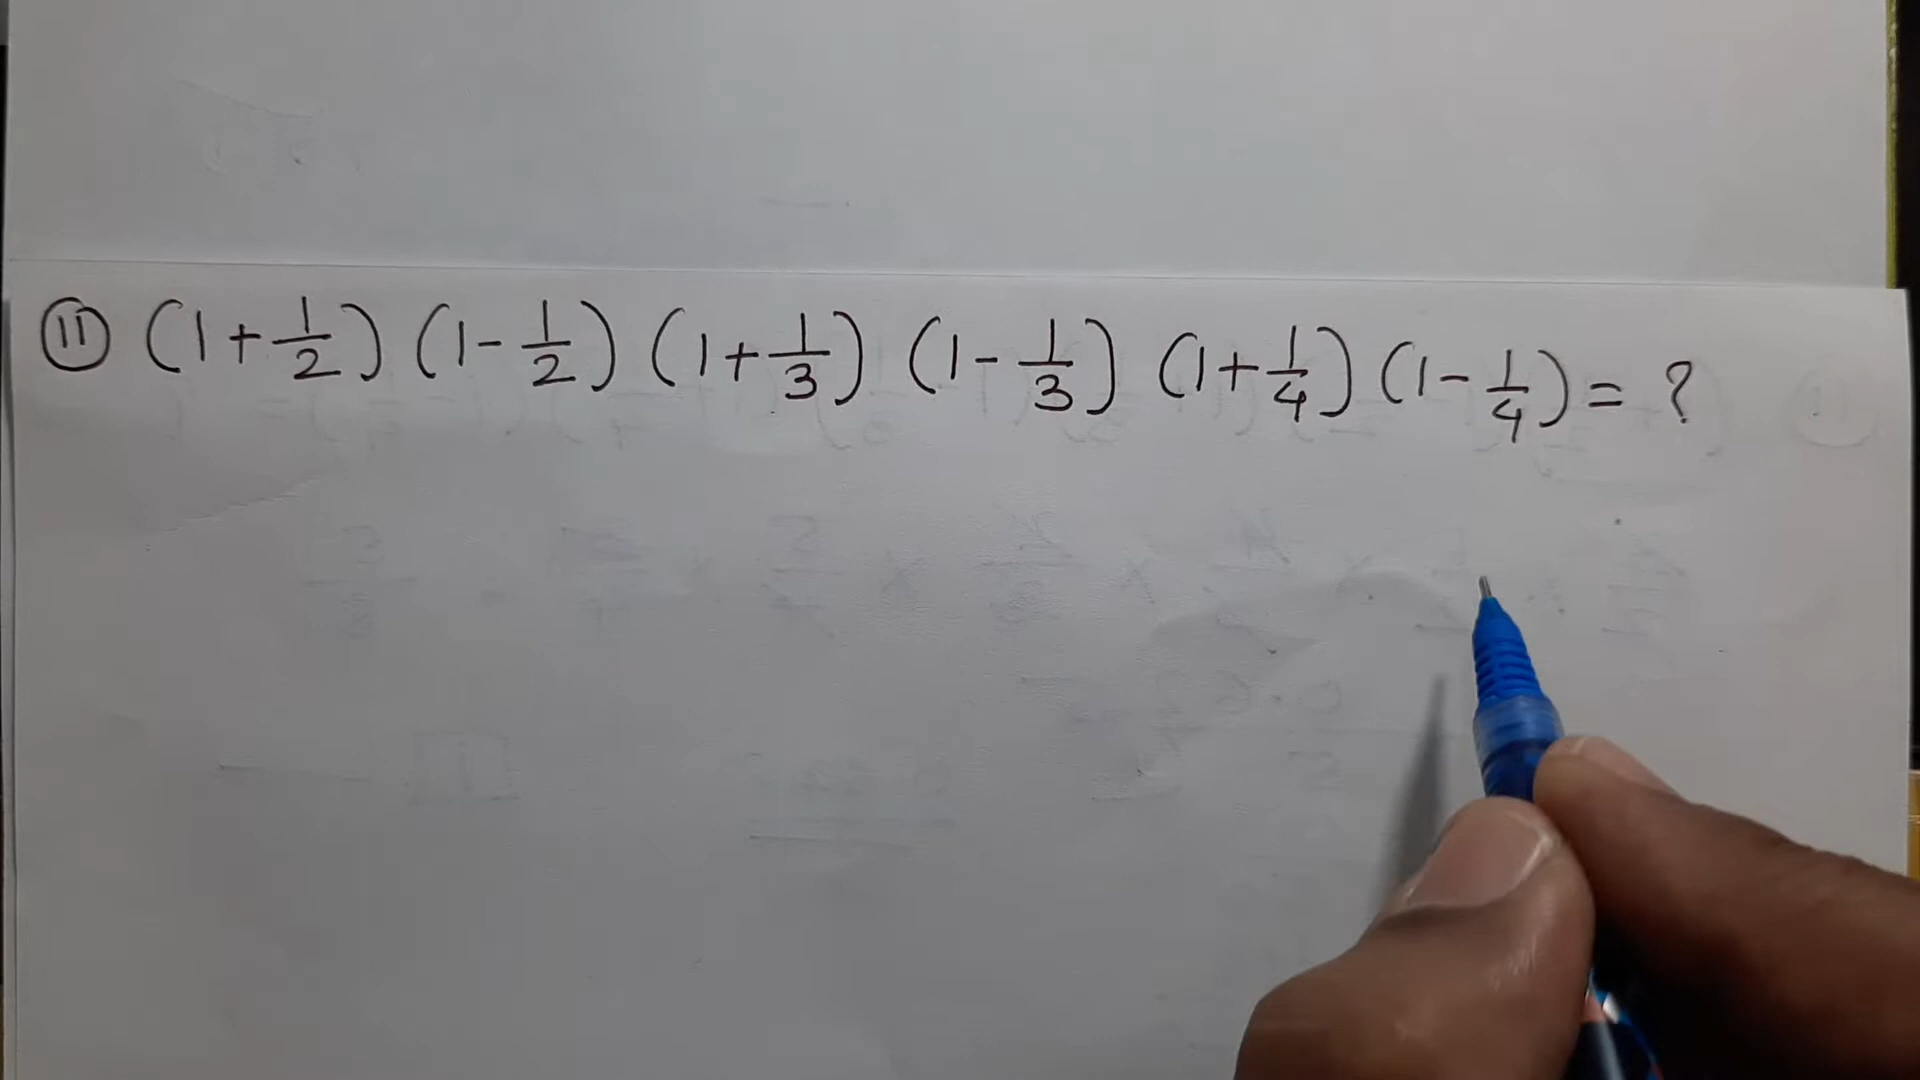 ⑪ (1+1/2) (1-1/2) (1+1/3) (1-1/3) (1+1/4) (1-1/4) = ?